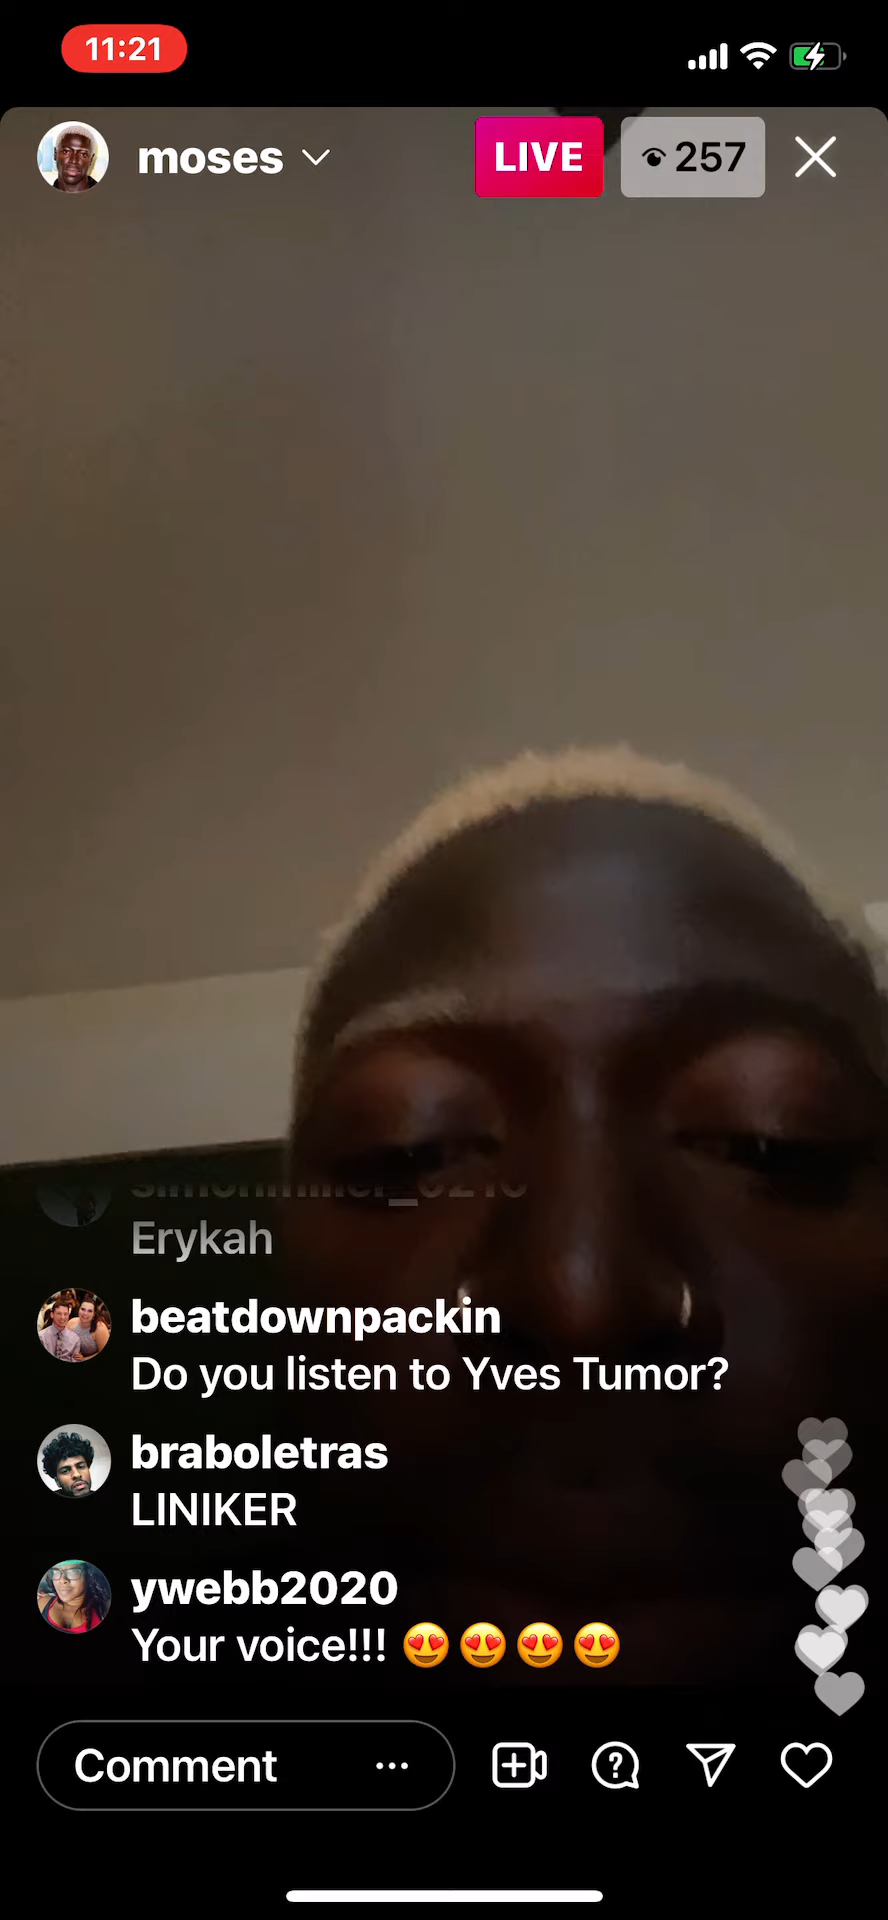 11:21
moses
LIVE
257
Erykah
beatdownpackin
Do you listen to Yves Tumor?
braboletras
LINIKER
ywebb2020
Your voice!!! 😍😍😍😍
Comment